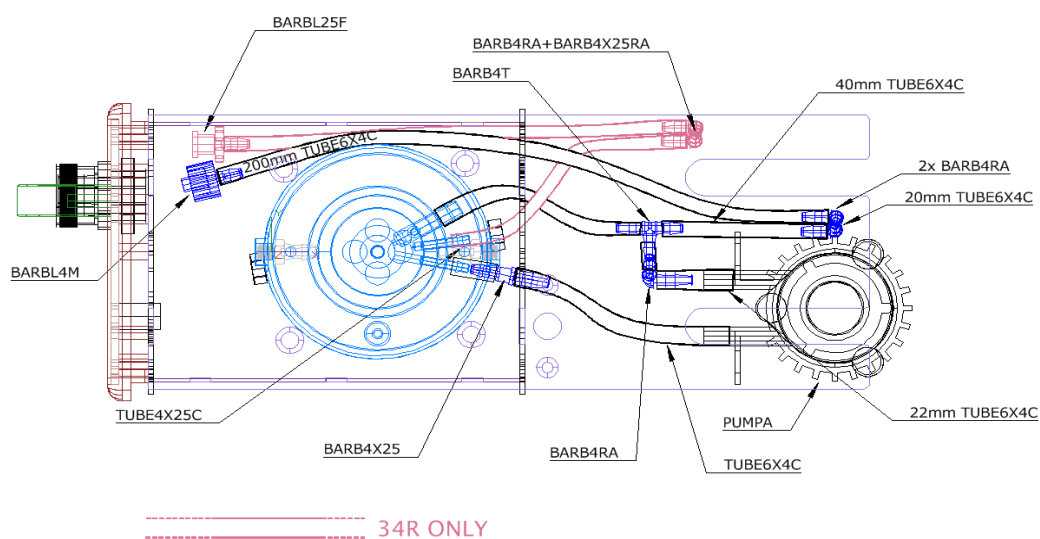 BARBL25F
BARB4RA+BARB4X25RA
BARB4T
40mm TUBE6X4C
200mm TUBE6X4C
2x BARB4RA
20mm TUBE6X4C
BARBL4M
TUBE4X25C
BARB4X25
BARB4RA
TUBE6X4C
PUMPA
22mm TUBE6X4C
34R ONLY